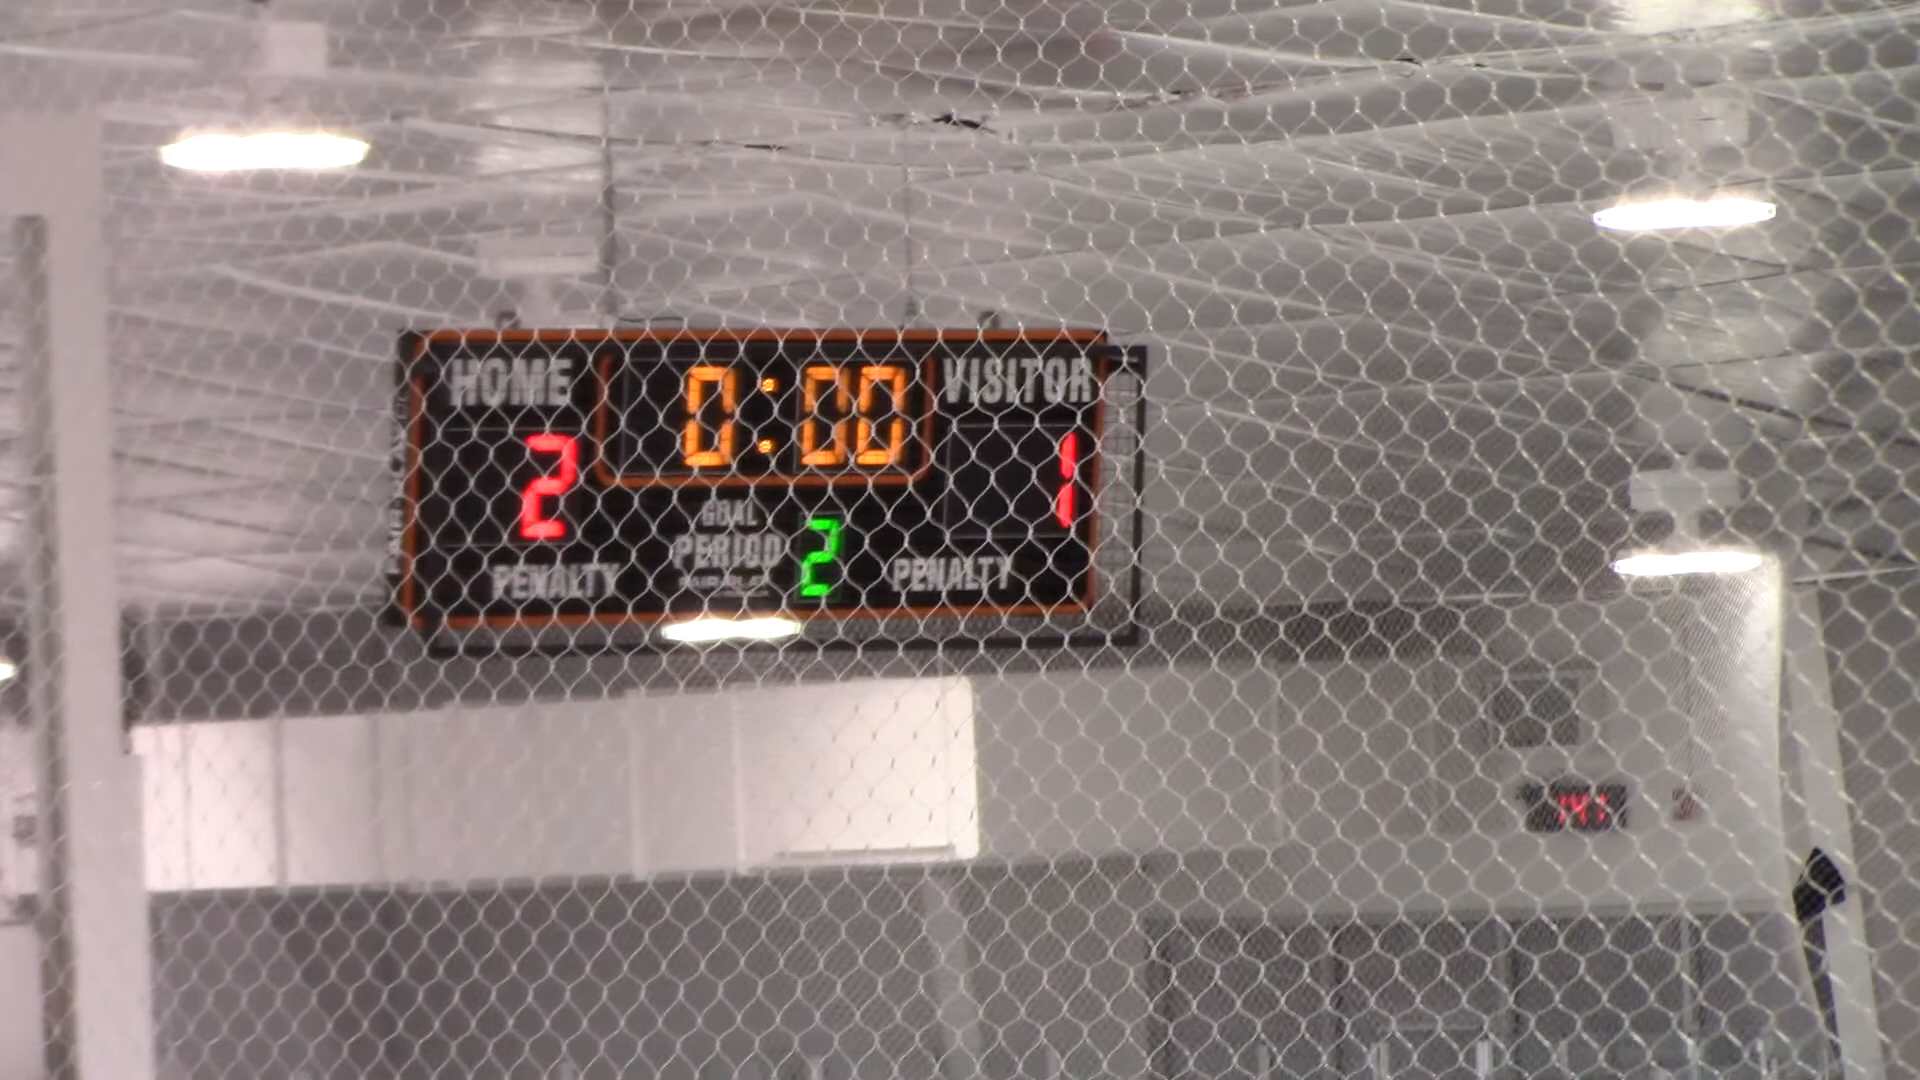 HOME 0:00 VISITOR
2 1
GOAL
PERIOD 2
PENALTY PENALTY